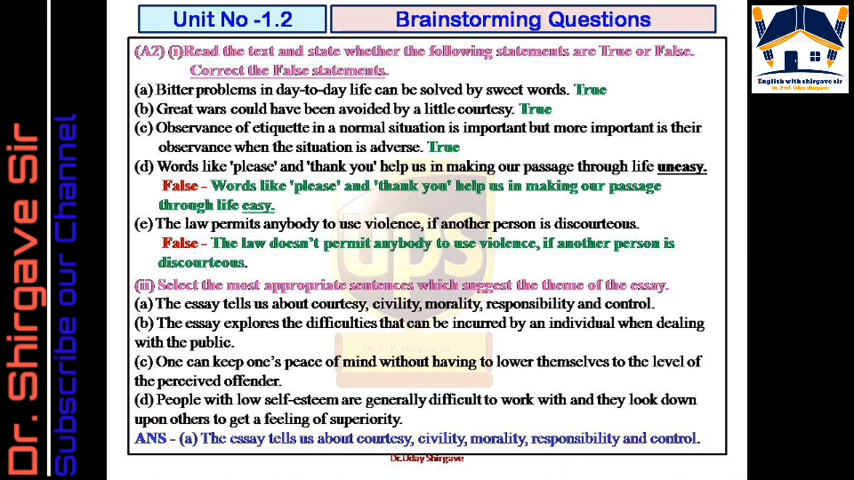 Unit No -1.2
Brainstorming Questions
(A2) (i)Read the text and state whether the following statements are True or False.
Correct the False statements.
(a) Bitter problems in day-to-day life can be solved by sweet words. True
(b) Great wars could have been avoided by a little courtesy. True
(c) Observance of etiquette in a normal situation is important but more important is their
observance when the situation is adverse. True
(d) Words like 'please' and 'thank you' help us in making our passage through life uneasy.
False - Words like 'please' and 'thank you' help us in making our passage
through life easy.
(e) The law permits anybody to use violence, if another person is discourteous.
False - The law doesn't permit anybody to use violence, if another person is
discourteous.
(ii) Select the most appropriate sentences which suggest the theme of the essay.
(a) The essay tells us about courtesy, civility, morality, responsibility and control.
(b) The essay explores the difficulties that can be incurred by an individual when dealing
with the public.
(c) One can keep one's peace of mind without having to lower themselves to the level of
the perceived offender.
(d) People with low self-esteem are generally difficult to work with and they look down
upon others to get a feeling of superiority.
ANS - (a) The essay tells us about courtesy, civility, morality, responsibility and control.
Dr.Uday Shirgave
English with shirgave sir
Dr. Prof. Uday shirgave
Dr. Shirgave Sir
Subscribe our Channel
ups